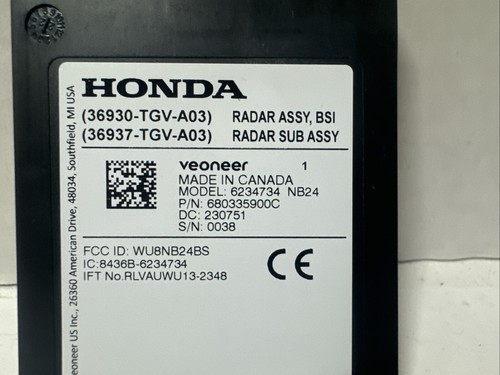 HONDA
(36930-TGV-A03) RADAR ASSY, BSI
(36937-TGV-A03) RADAR SUB ASSY
veoneer 1
MADE IN CANADA
MODEL: 6234734 NB24
P/N: 680335900C
DC: 230751
S/N: 0038
FCC ID: WU8NB24BS
IC:8436B-6234734
IFT No.RLVAUWU13-2348
CE
veoneer US Inc., 26360 American Drive, 48034, Southfield, MI USA